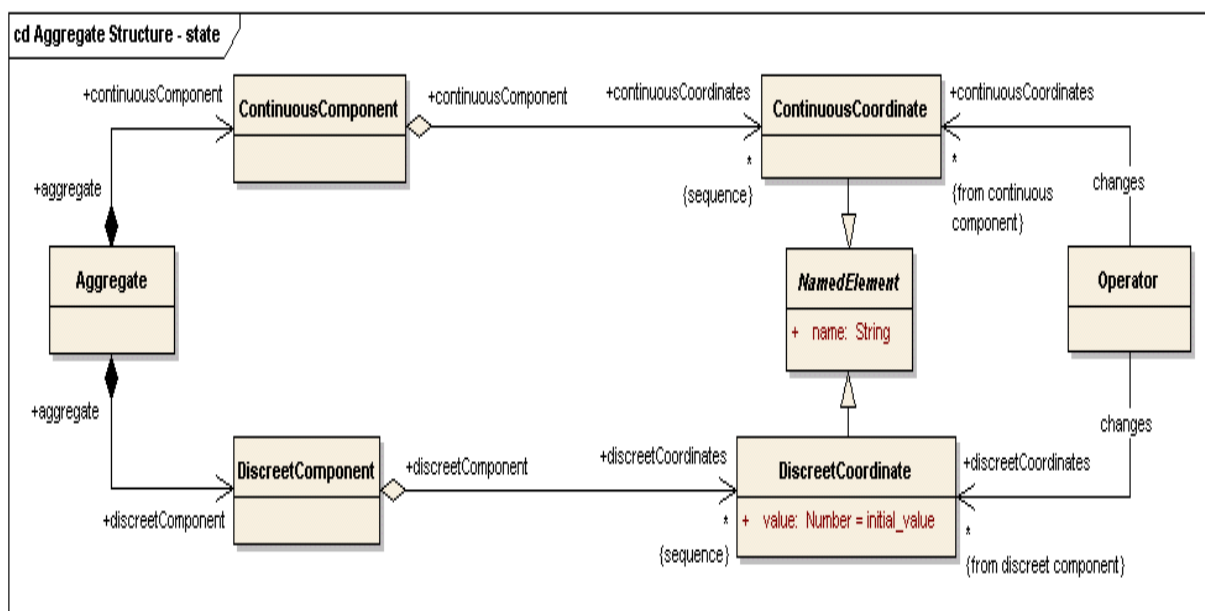 cd Aggregate Structure - state
+continuousComponent
ContinuousComponent
+continuousComponent
+continuousCoordinates
ContinuousCoordinate
+continuousCoordinates
*
{sequence}
*
{from continuous
component}
changes
+aggregate
Aggregate
NamedElement
+ name: String
Operator
+aggregate
changes
DiscreetComponent
+discreetComponent
+discreetCoordinates
DiscreetCoordinate
+ value: Number = initial_value
+discreetCoordinates
+discreetComponent
*
{sequence}
*
{from discreet component}